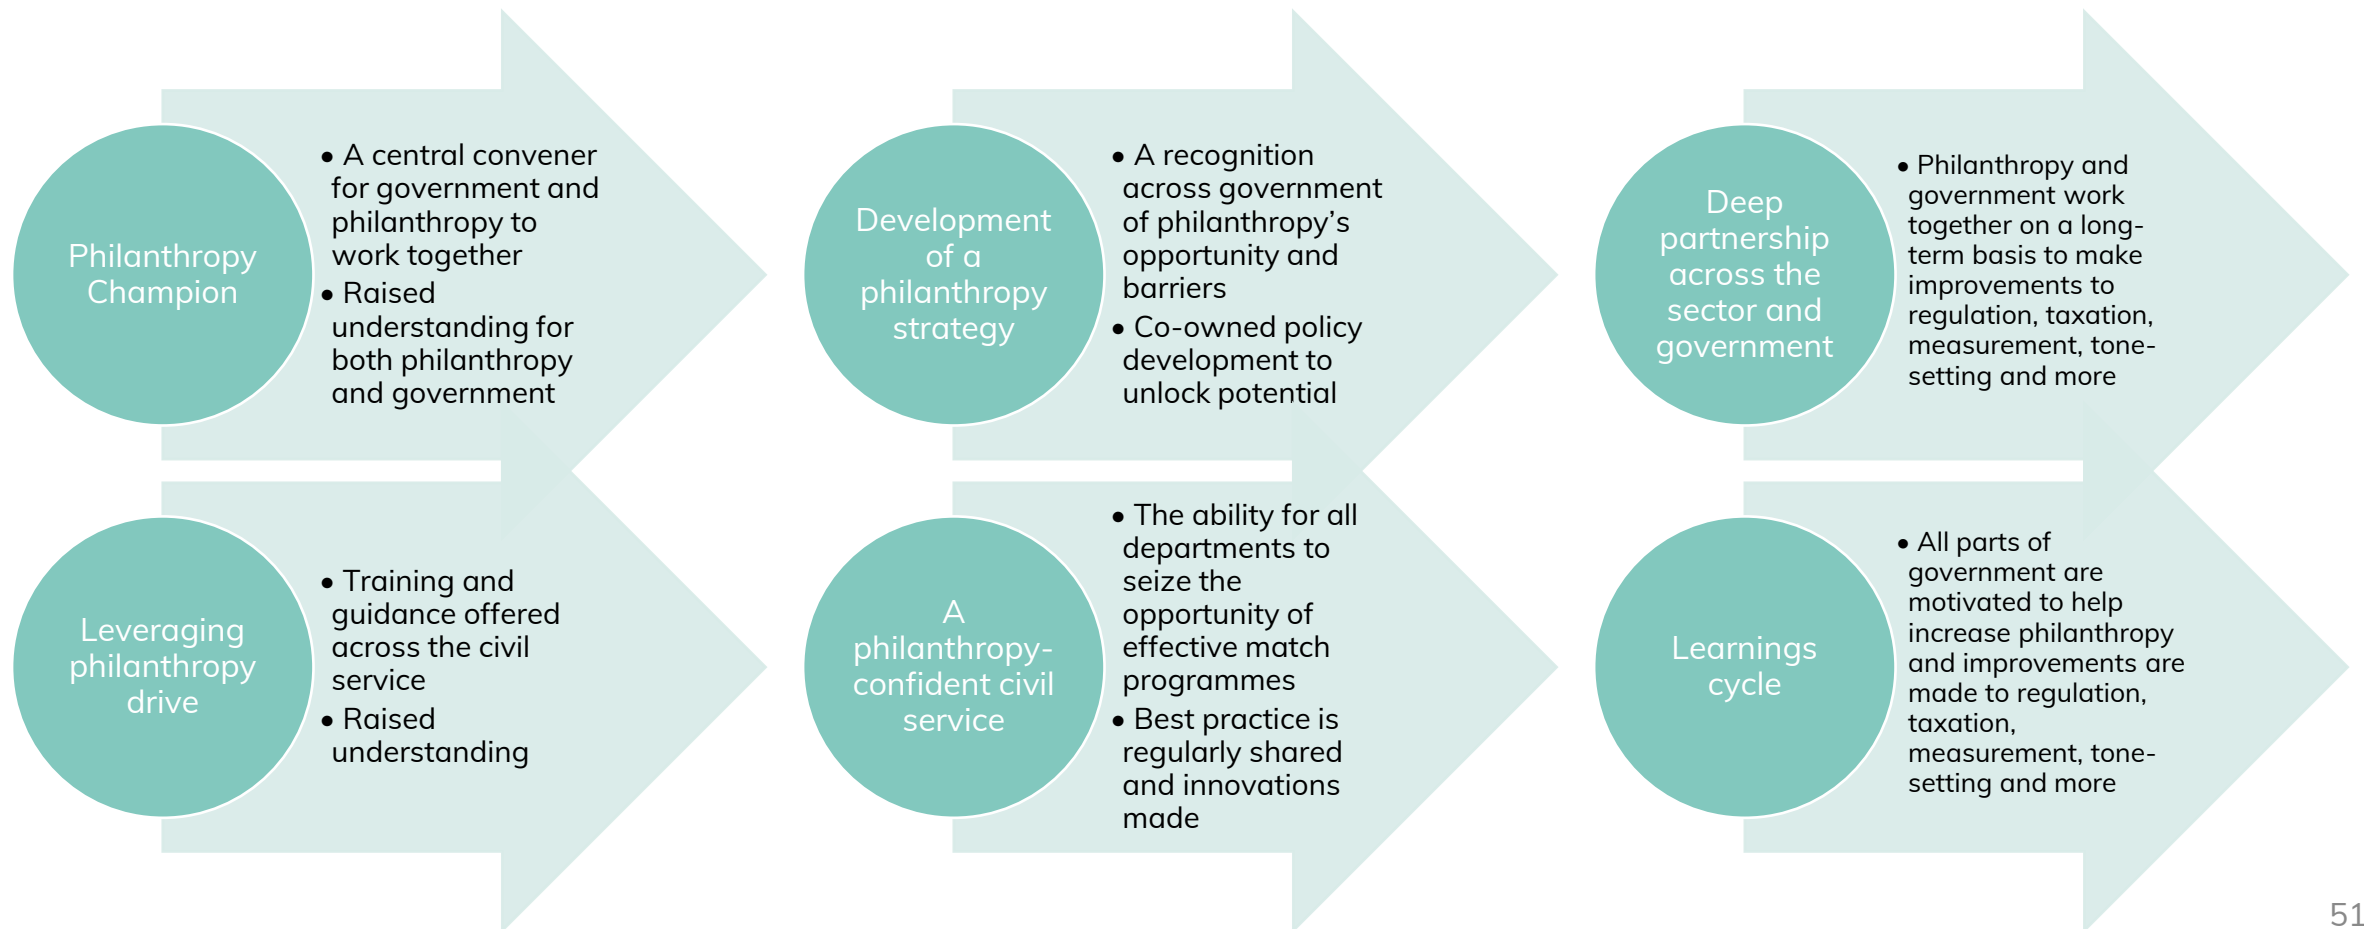 Philanthropy
Champion
• A central convener
for government and
philanthropy to
work together
• Raised
understanding for
both philanthropy
and government
Development
of a
philanthropy
strategy
• A recognition
across government
of philanthropy’s
opportunity and
barriers
• Co-owned policy
development to
unlock potential
Deep
partnership
across the
sector and
government
• Philanthropy and
government work
together on a long-
term basis to make
improvements to
regulation, taxation,
measurement, tone-
setting and more
Leveraging
philanthropy
drive
• Training and
guidance offered
across the civil
service
• Raised
understanding
A
philanthropy-
confident civil
service
• The ability for all
departments to
seize the
opportunity of
effective match
programmes
• Best practice is
regularly shared
and innovations
made
Learnings
cycle
• All parts of
government are
motivated to help
increase philanthropy
and improvements are
made to regulation,
taxation,
measurement, tone-
setting and more
51